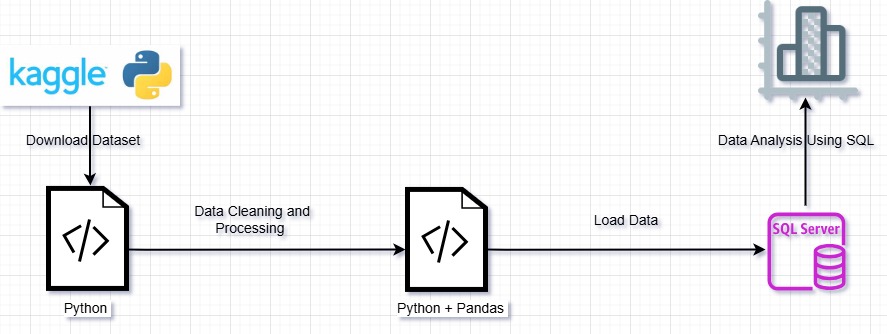 kaggle
Download Dataset
Data Analysis Using SQL
Data Cleaning and
Processing
Load Data
</>
</>
SQL Server
Python
Python + Pandas